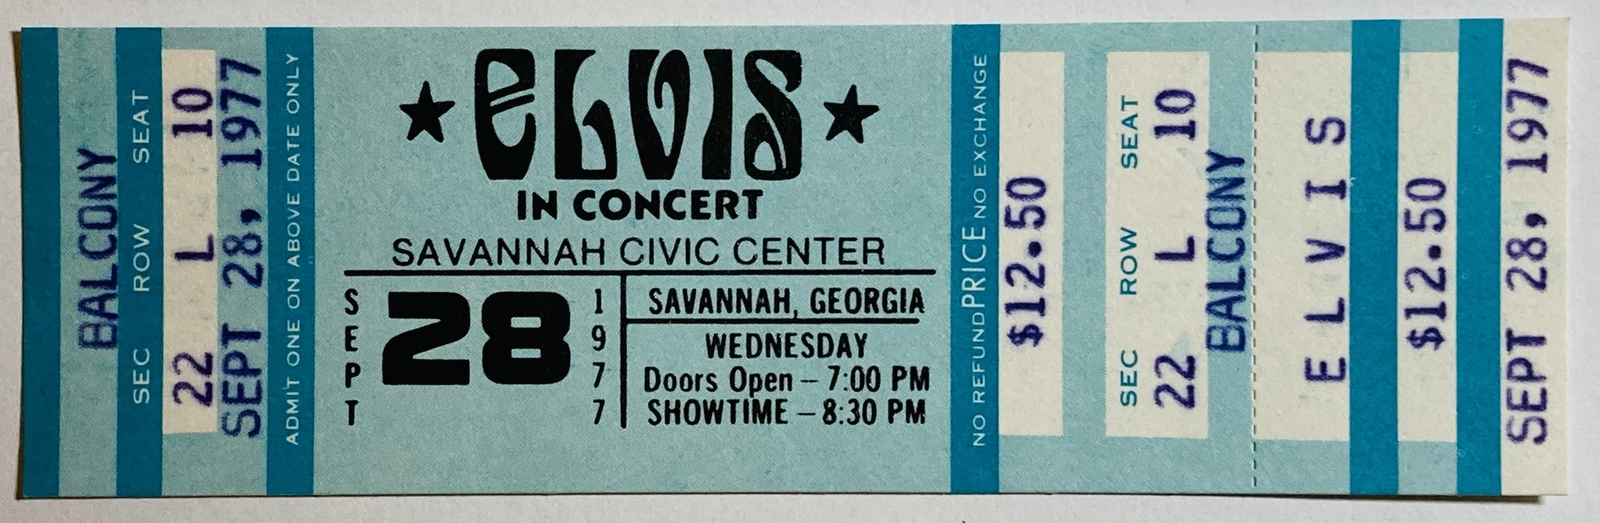 BALCONY
SEC ROW SEAT
22 L 10
SEPT 28, 1977
ADMIT ONE ON ABOVE DATE ONLY
★ ELVIS ★
IN CONCERT
SAVANNAH CIVIC CENTER
SEPT
28
1977
SAVANNAH, GEORGIA
WEDNESDAY
Doors Open – 7:00 PM
SHOWTIME – 8:30 PM
NO REFUND PRICE NO EXCHANGE
$12.50
SEC ROW SEAT
22 L 10
BALCONY
ELVIS
$12.50
SEPT 28, 1977